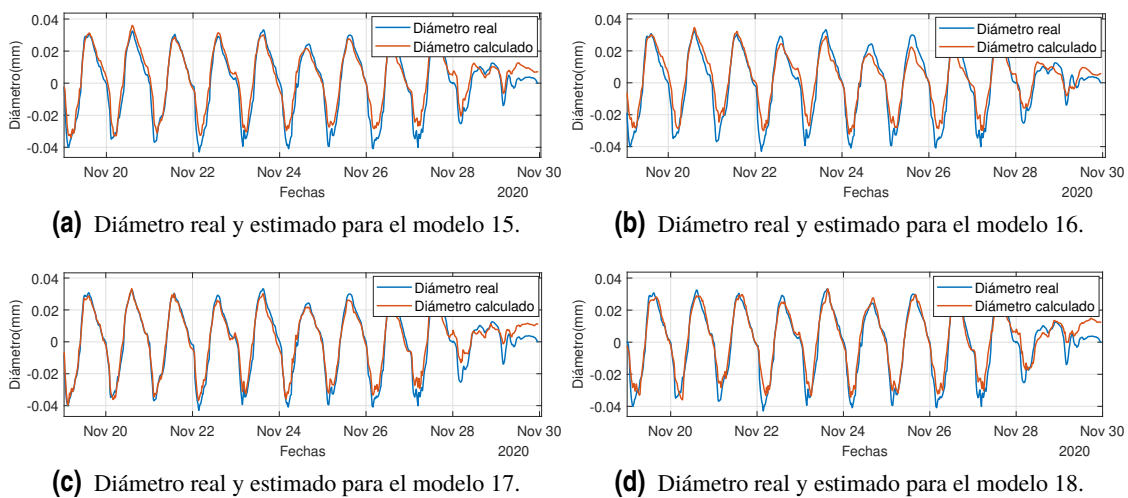 Diámetro(mm)
0.04
0.02
0
-0.02
-0.04
Diámetro real
Diámetro calculado
Nov 20 Nov 22 Nov 24 Nov 26 Nov 28 Nov 30
Fechas 2020
(a) Diámetro real y estimado para el modelo 15.
Diámetro(mm)
0.04
0.02
0
-0.02
-0.04
Diámetro real
Diámetro calculado
Nov 20 Nov 22 Nov 24 Nov 26 Nov 28 Nov 30
Fechas 2020
(b) Diámetro real y estimado para el modelo 16.
Diámetro(mm)
0.04
0.02
0
-0.02
-0.04
Diámetro real
Diámetro calculado
Nov 20 Nov 22 Nov 24 Nov 26 Nov 28 Nov 30
Fechas 2020
(c) Diámetro real y estimado para el modelo 17.
Diámetro(mm)
0.04
0.02
0
-0.02
-0.04
Diámetro real
Diámetro calculado
Nov 20 Nov 22 Nov 24 Nov 26 Nov 28 Nov 30
Fechas 2020
(d) Diámetro real y estimado para el modelo 18.